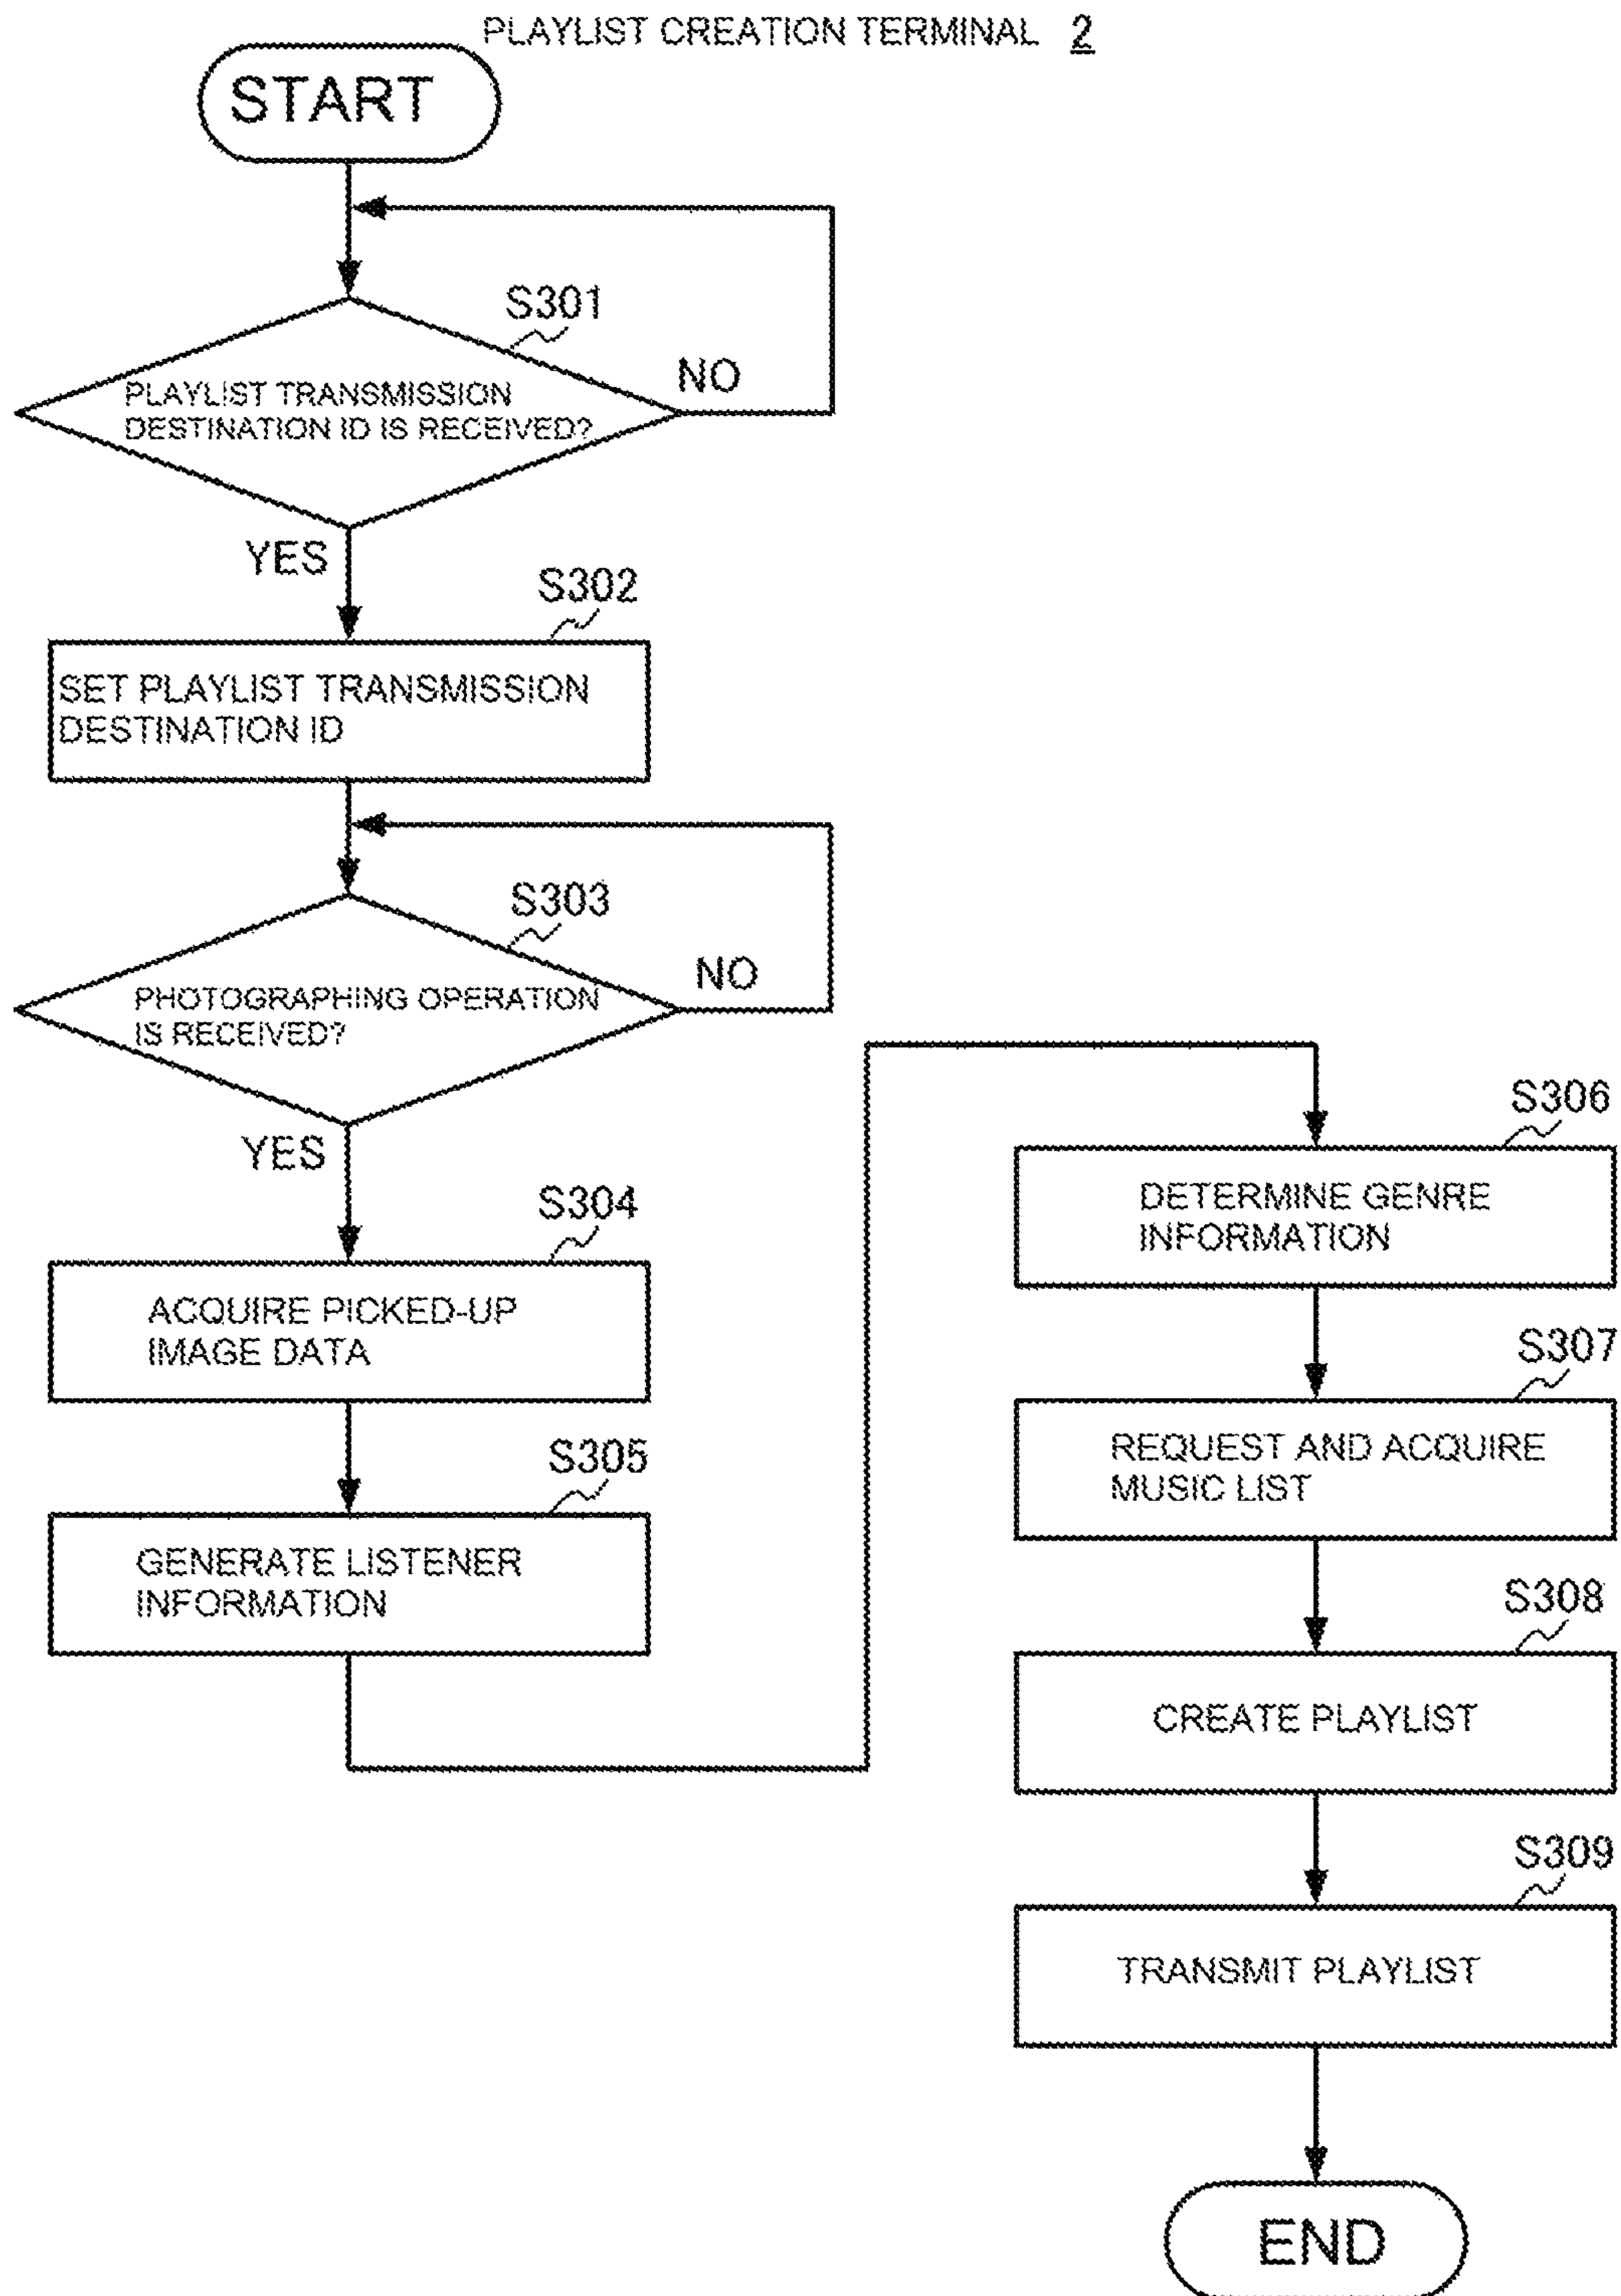 PLAYLIST CREATION TERMINAL 2
START
S301
PLAYLIST TRANSMISSION
DESTINATION ID IS RECEIVED?
NO
YES
S302
SET PLAYLIST TRANSMISSION
DESTINATION ID
S303
PHOTOGRAPHING OPERATION
IS RECEIVED?
NO
YES
S304
ACQUIRE PICKED-UP
IMAGE DATA
S305
GENERATE LISTENER
INFORMATION
S306
DETERMINE GENRE
INFORMATION
S307
REQUEST AND ACQUIRE
MUSIC LIST
S308
CREATE PLAYLIST
S309
TRANSMIT PLAYLIST
END